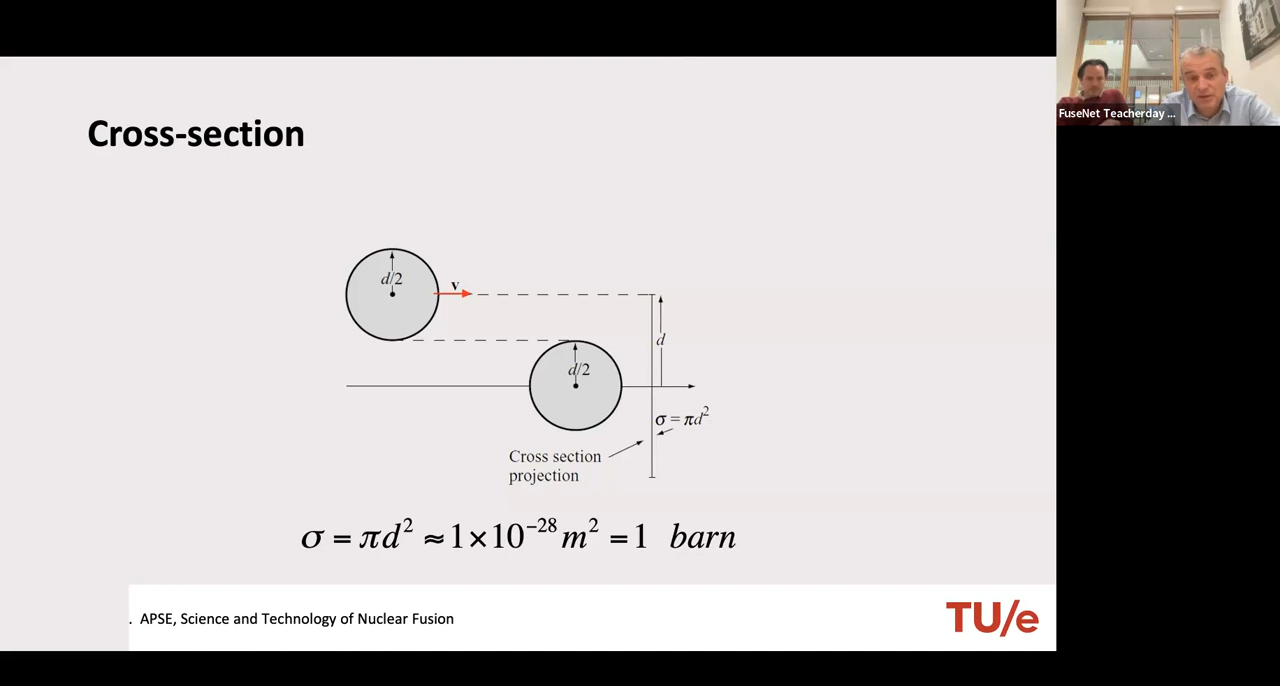 Cross-section
d/2
v
d
d/2
σ = πd²
Cross section
projection
σ = πd² ≈ 1×10⁻²⁸ m² = 1 barn
. APSE, Science and Technology of Nuclear Fusion
TU/e
FuseNet Teacherday ...